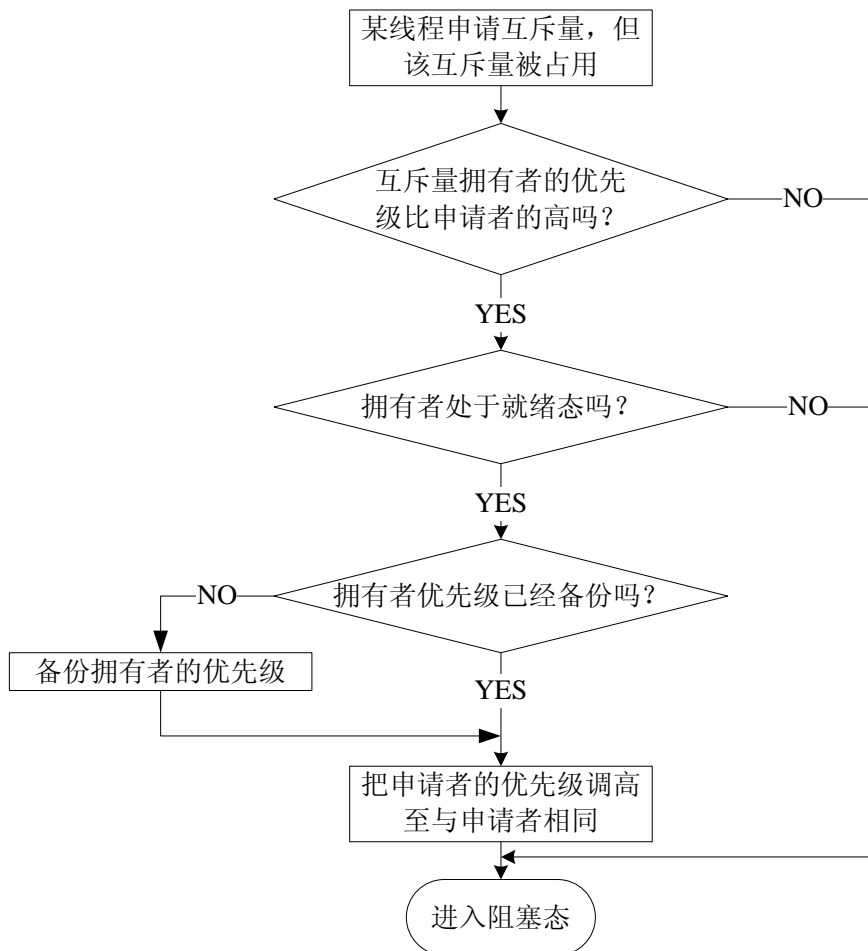 某线程申请互斥量，但
该互斥量被占用
互斥量拥有者的优先
级比申请者的高吗？
NO
YES
拥有者处于就绪态吗？
NO
YES
拥有者优先级已经备份吗？
NO
备份拥有者的优先级
YES
把申请者的优先级调高
至与申请者相同
进入阻塞态